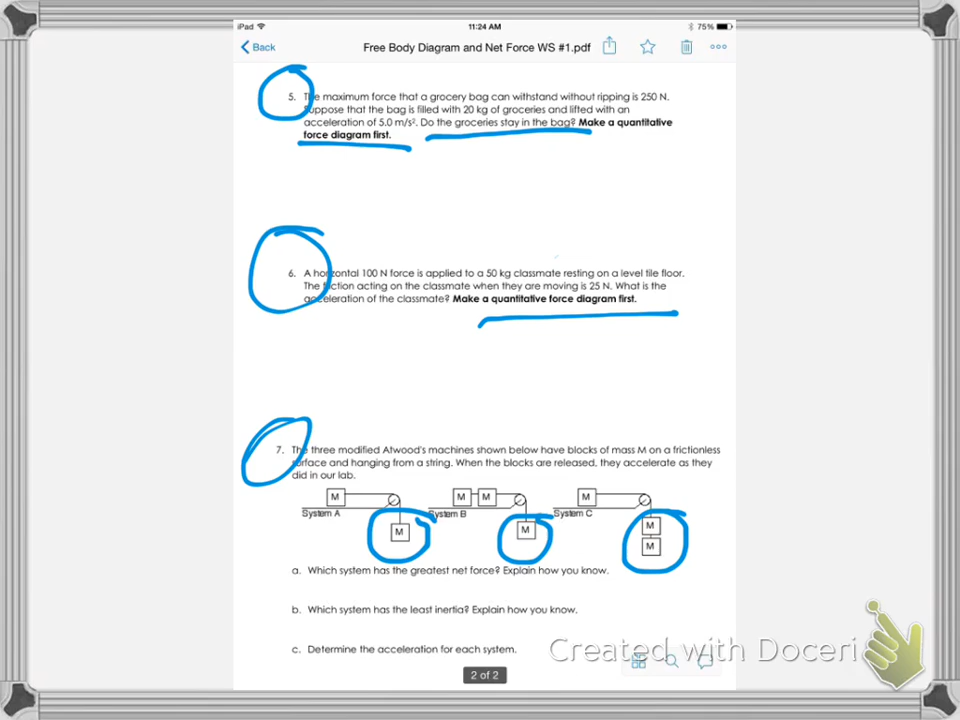 iPad 11:24 AM 75%
Back Free Body Diagram and Net Force WS #1.pdf
5. The maximum force that a grocery bag can withstand without ripping is 250 N.
Suppose that the bag is filled with 20 kg of groceries and lifted with an
acceleration of 5.0 m/s². Do the groceries stay in the bag? Make a quantitative
force diagram first.
6. A horizontal 100 N force is applied to a 50 kg classmate resting on a level tile floor.
The friction acting on the classmate when they are moving is 25 N. What is the
acceleration of the classmate? Make a quantitative force diagram first.
7. The three modified Atwood's machines shown below have blocks of mass M on a frictionless
surface and hanging from a string. When the blocks are released, they accelerate as they
did in our lab.
M M M M
System A System B System C
M M M
M
a. Which system has the greatest net force? Explain how you know.
b. Which system has the least inertia? Explain how you know.
c. Determine the acceleration for each system.
Created with Doceri
2 of 2